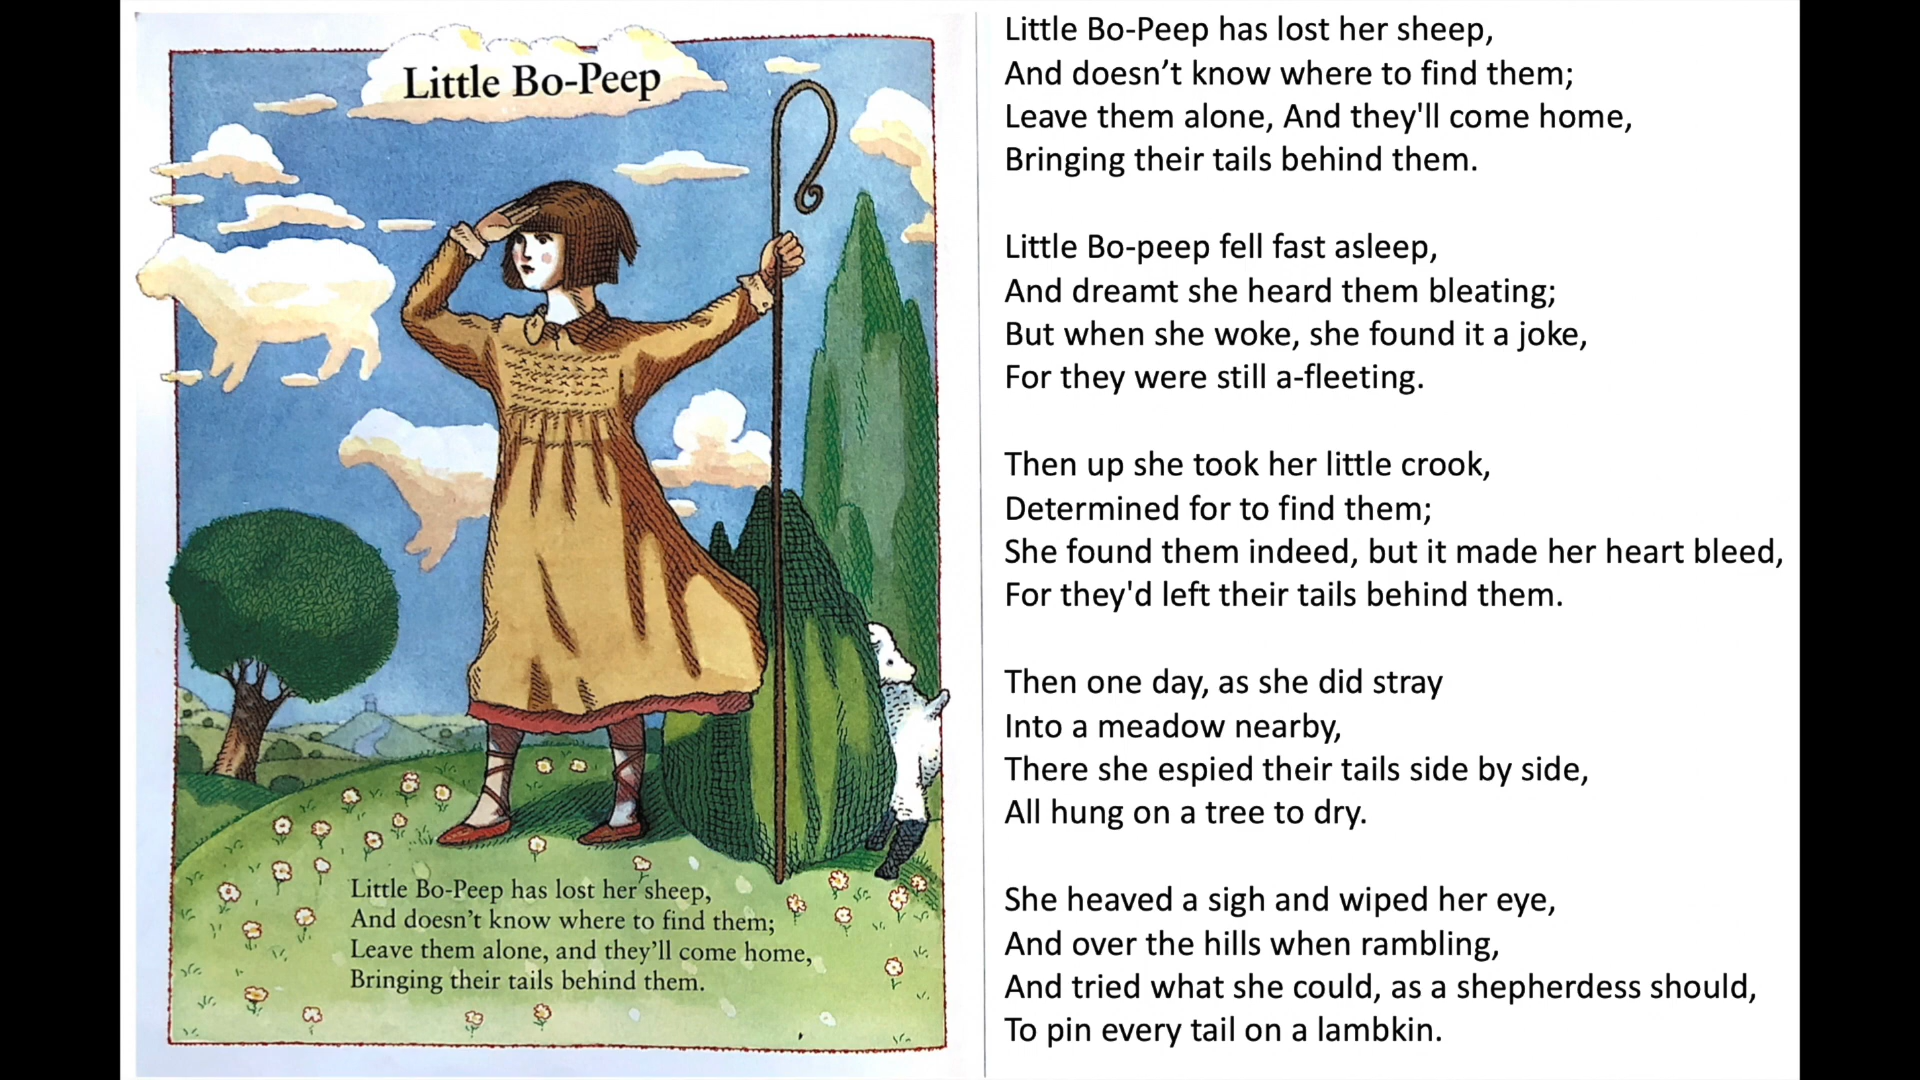 Little Bo-Peep
Little Bo-Peep has lost her sheep,
And doesn't know where to find them;
Leave them alone, and they'll come home,
Bringing their tails behind them.
Little Bo-Peep has lost her sheep,
And doesn’t know where to find them;
Leave them alone, And they'll come home,
Bringing their tails behind them.
Little Bo-peep fell fast asleep,
And dreamt she heard them bleating;
But when she woke, she found it a joke,
For they were still a-fleeting.
Then up she took her little crook,
Determined for to find them;
She found them indeed, but it made her heart bleed,
For they'd left their tails behind them.
Then one day, as she did stray
Into a meadow nearby,
There she espied their tails side by side,
All hung on a tree to dry.
She heaved a sigh and wiped her eye,
And over the hills when rambling,
And tried what she could, as a shepherdess should,
To pin every tail on a lambkin.